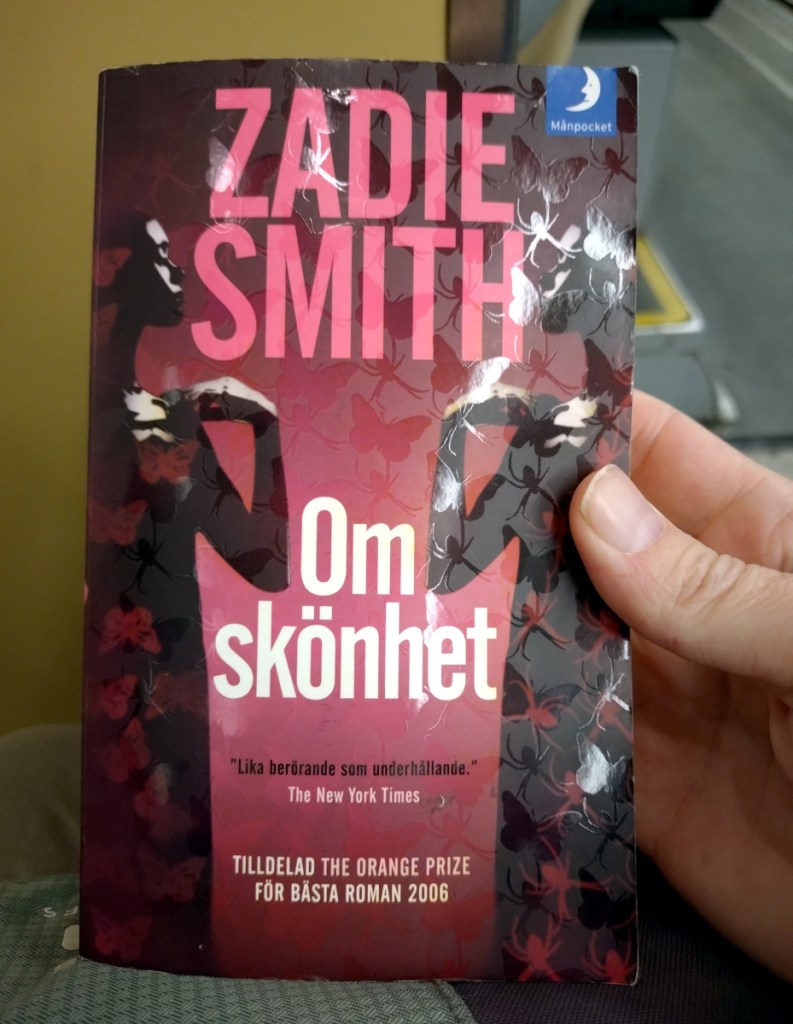 ZADIE
SMITH
Månpocket
Om
skönhet
"Lika berörande som underhållande."
The New York Times
TILLDELAD THE ORANGE PRIZE
FÖR BÄSTA ROMAN 2006